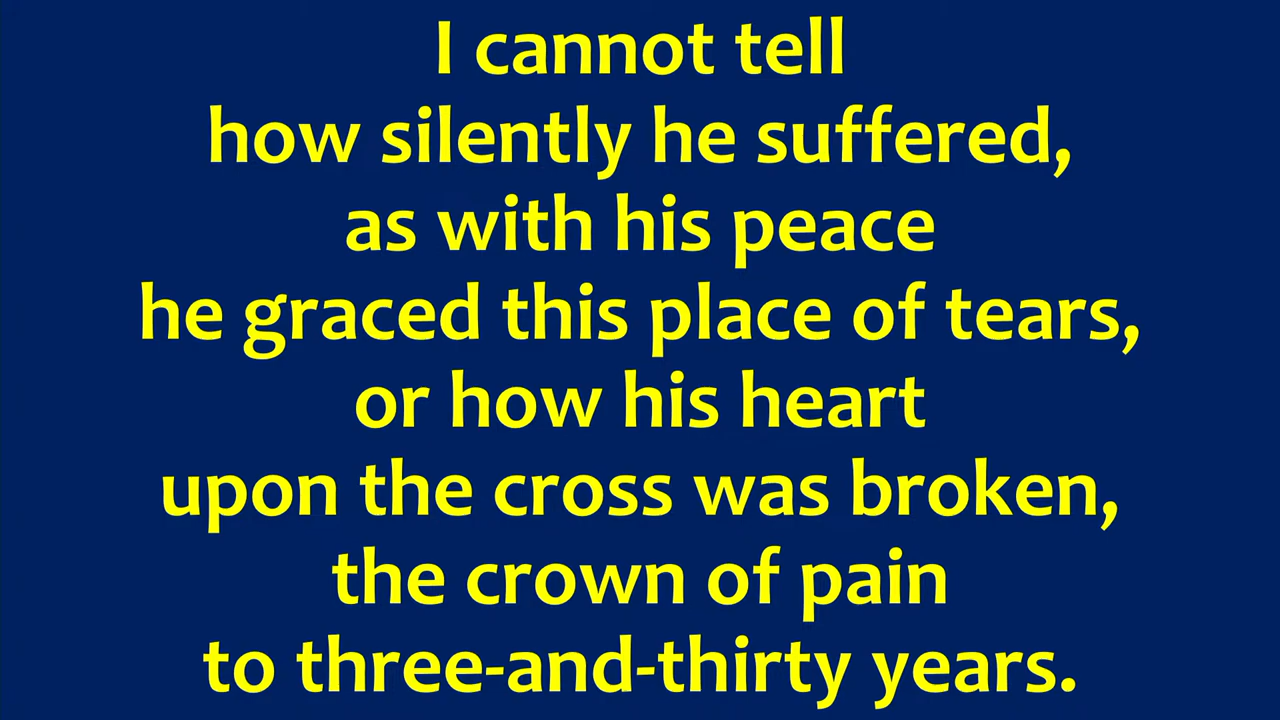 I cannot tell
how silently he suffered,
as with his peace
he graced this place of tears,
or how his heart
upon the cross was broken,
the crown of pain
to three-and-thirty years.